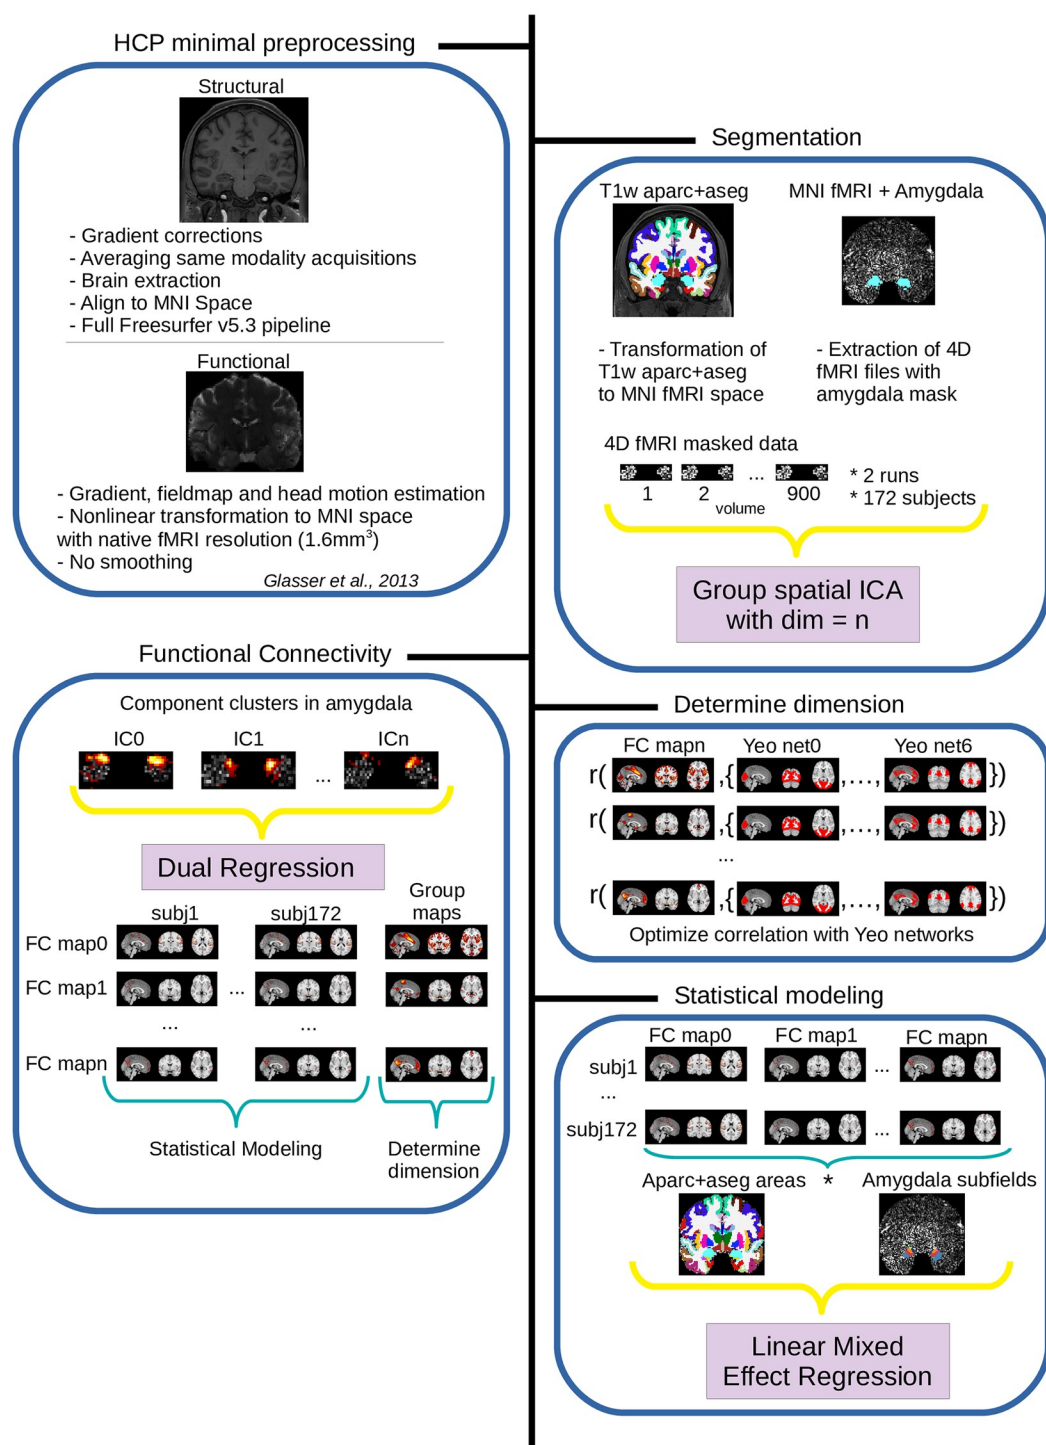 HCP minimal preprocessing
Structural
- Gradient corrections
- Averaging same modality acquisitions
- Brain extraction
- Align to MNI Space
- Full Freesurfer v5.3 pipeline
Functional
- Gradient, fieldmap and head motion estimation
- Nonlinear transformation to MNI space
with native fMRI resolution (1.6mm³)
- No smoothing
Glasser et al., 2013
Segmentation
T1w aparc+aseg
MNI fMRI + Amygdala
- Transformation of
T1w aparc+aseg
to MNI fMRI space
- Extraction of 4D
fMRI files with
amygdala mask
4D fMRI masked data
...
* 2 runs
1 2 900
* 172 subjects
volume
Group spatial ICA
with dim = n
Functional Connectivity
Component clusters in amygdala
IC0 IC1 ICn
...
Dual Regression
Group
maps
subj1 subj172
FC map0
FC map1 ...
... ...
FC mapn
Statistical Modeling
Determine
dimension
Determine dimension
FC mapn Yeo net0 Yeo net6
r( ,{ ,..., })
r( ,{ ,..., })
...
r( ,{ ,..., })
Optimize correlation with Yeo networks
Statistical modeling
FC map0 FC map1 FC mapn
subj1 ...
...
subj172 ...
Aparc+aseg areas * Amygdala subfields
Linear Mixed
Effect Regression